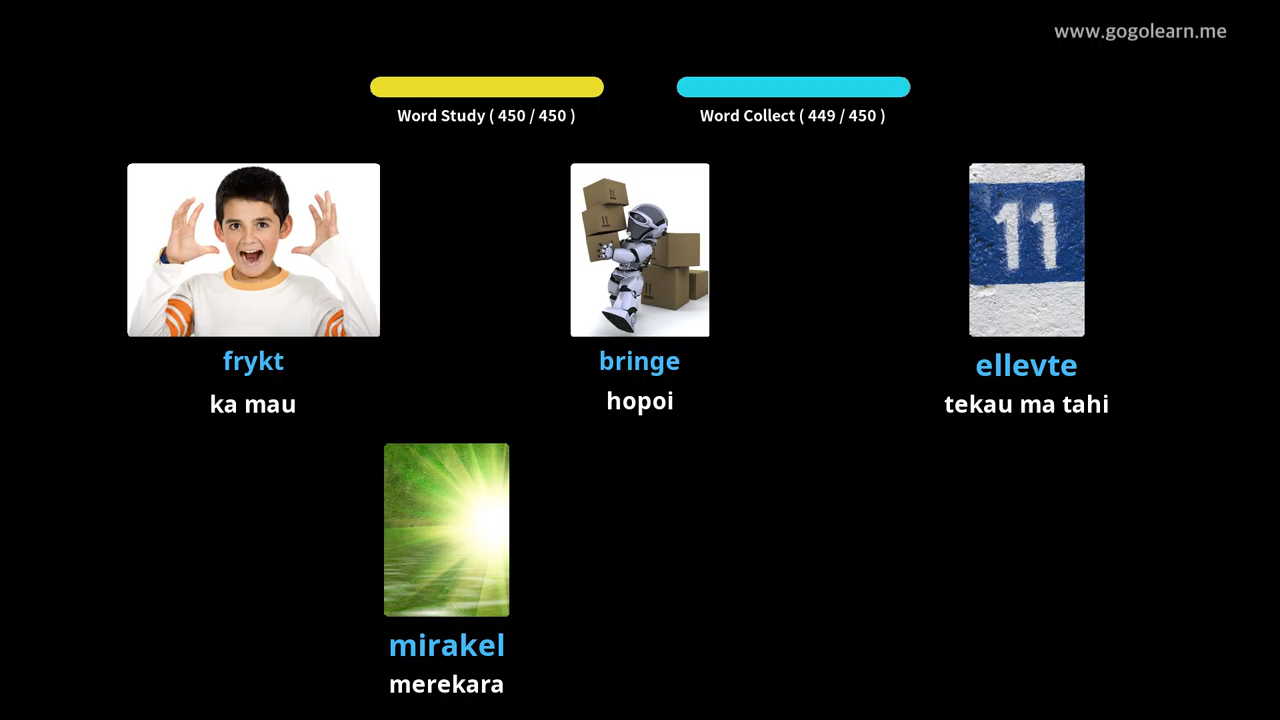 www.gogolearn.me
Word Study ( 450 / 450 )
Word Collect ( 449 / 450 )
11
frykt
ka mau
bringe
hopoi
ellevte
tekau ma tahi
mirakel
merekara